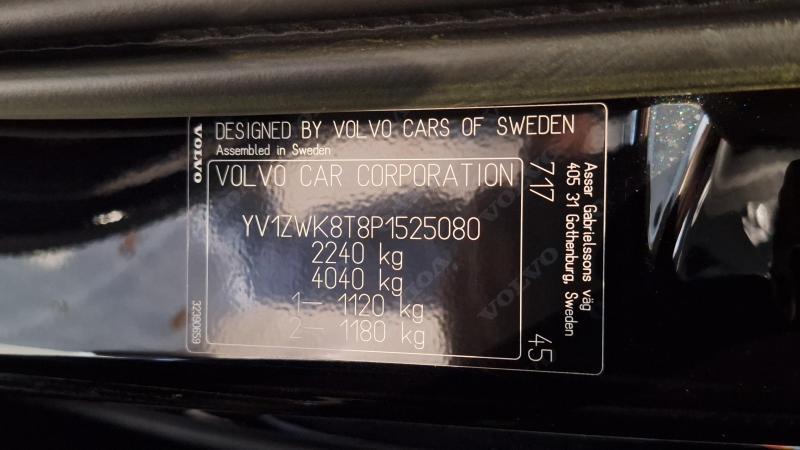 VOLVO
DESIGNED BY VOLVO CARS OF SWEDEN
Assembled in Sweden
VOLVO CAR CORPORATION
YV1ZWK8T8P1525080
2240 kg
4040 kg
1– 1120 kg
2– 1180 kg
717
45
Assar Gabrielssons väg
405 31 Gothenburg, Sweden
32390659